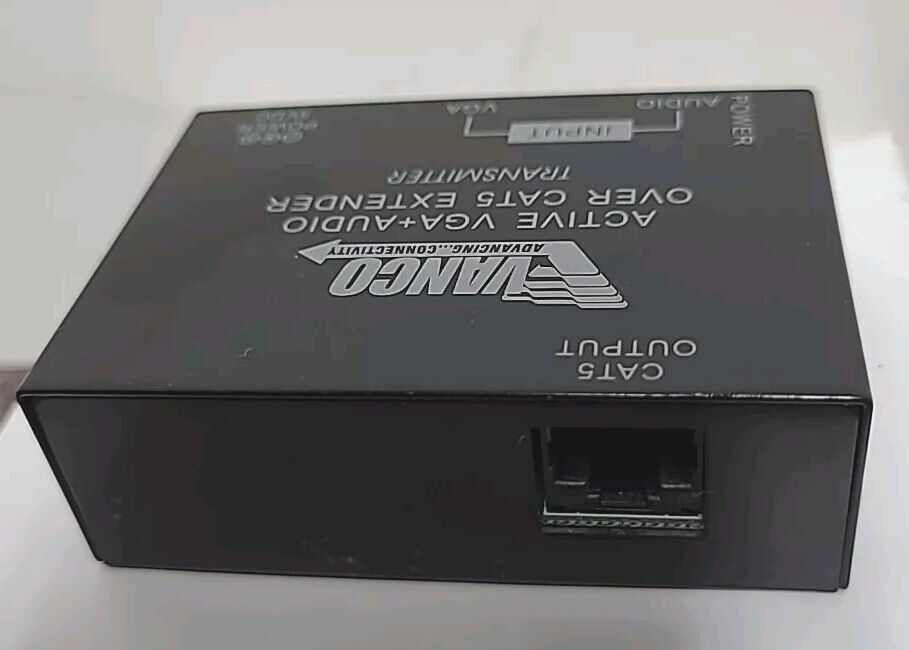 CAT5
OUTPUT
VANCO
ADVANCING...CONNECTIVITY
ACTIVE VGA+AUDIO
OVER CAT5 EXTENDER
TRANSMITTER
INPUT
VGA
AUDIO
POWER